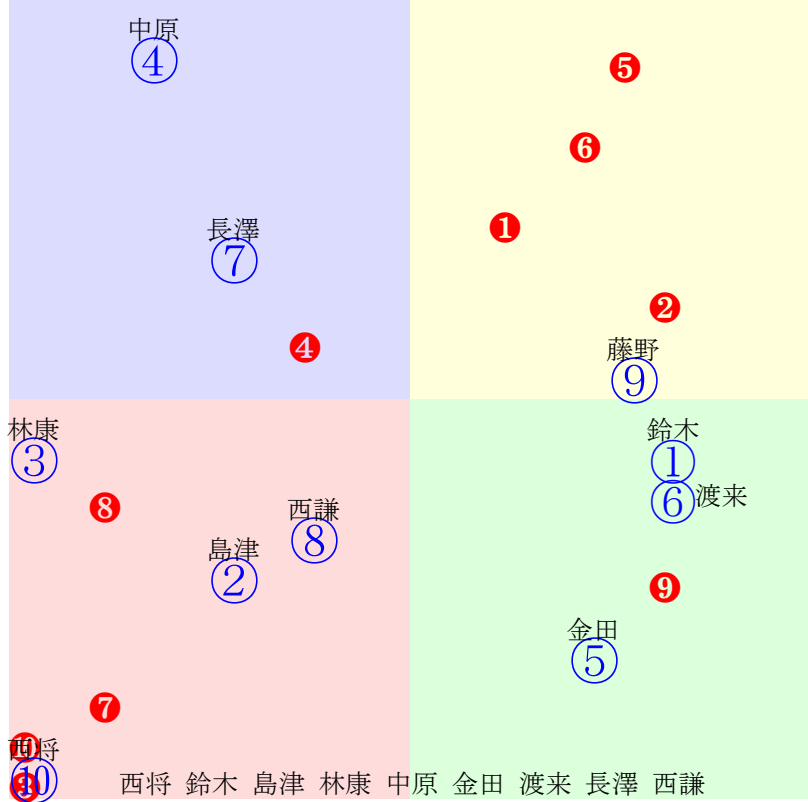 中原
④
❺
❻
❶
長澤
⑦
❷
❹
藤野
⑨
林康
③
鈴木
①
⑥ 渡来
❽
西謙
⑧
島津
②
❾
金田
⑤
❼
❿
西将
⑩
❸
西将 鈴木 島津 林康 中原 金田 渡来 長澤 西謙